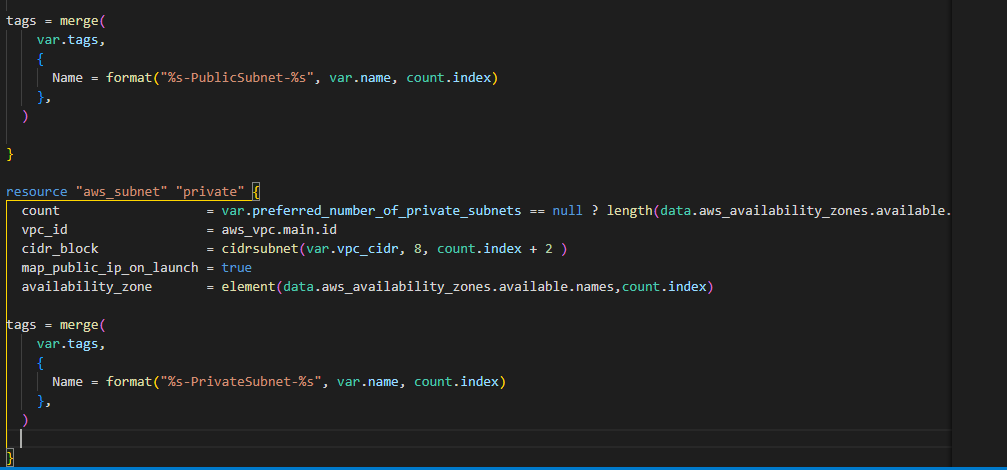 tags = merge(
    var.tags,
    {
      Name = format("%s-PublicSubnet-%s", var.name, count.index)
    },
  )
}
resource "aws_subnet" "private" {
  count                   = var.preferred_number_of_private_subnets == null ? length(data.aws_availability_zones.available.
  vpc_id                  = aws_vpc.main.id
  cidr_block              = cidrsubnet(var.vpc_cidr, 8, count.index + 2 )
  map_public_ip_on_launch = true
  availability_zone       = element(data.aws_availability_zones.available.names,count.index)
tags = merge(
    var.tags,
    {
      Name = format("%s-PrivateSubnet-%s", var.name, count.index)
    },
  )
}